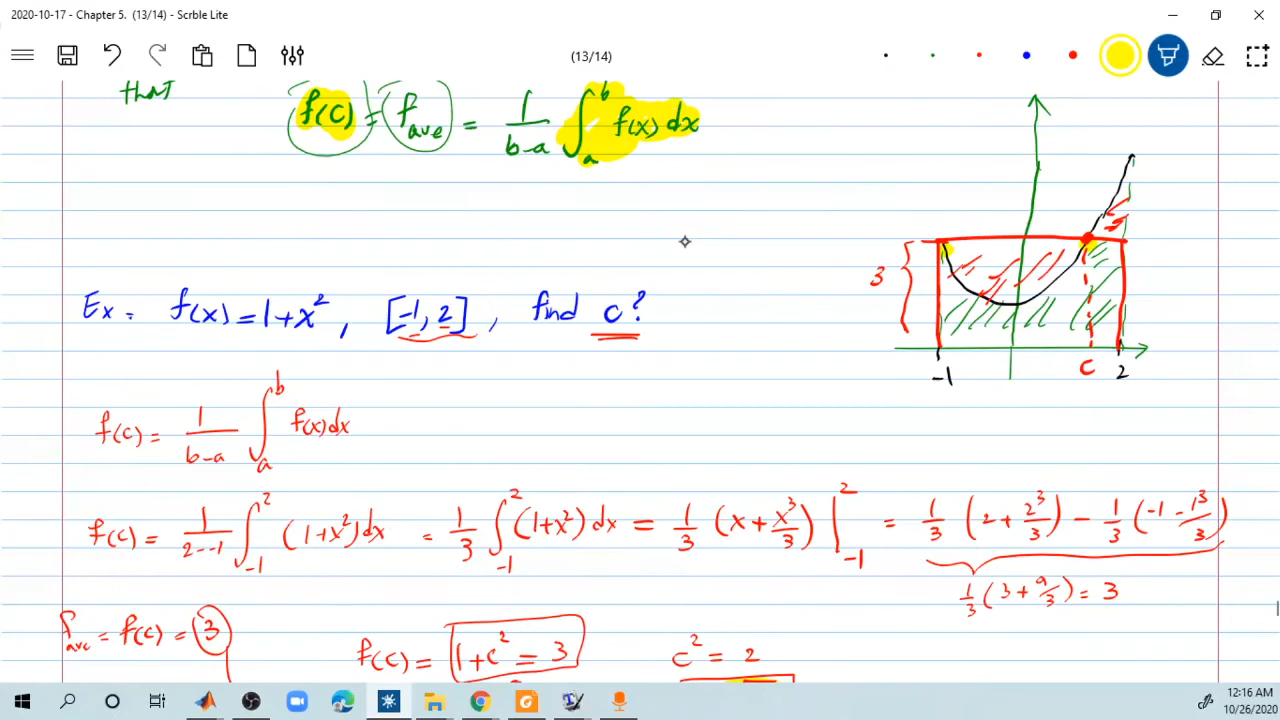 2020-10-17 - Chapter 5. (13/14) - Scrble Lite
(13/14)
that
f(c) = f ave = 1/(b-a) ∫_a^b f(x) dx
3
-1
c
2
Ex. f(x) = 1+x², [-1, 2], find c?
f(c) = 1/(b-a) ∫_a^b f(x)dx
f(c) = 1/(2--1) ∫_-1^2 (1+x²)dx = 1/3 ∫_-1^2 (1+x²) dx = 1/3 (x + x³/3) |_-1^2 = 1/3 (2 + 2³/3) - 1/3 (-1 - 1³/3)
1/3 (3 + 9/3) = 3
f ave = f(c) = 3
f(c) = 1+c² = 3
c² = 2
12:16 AM
10/26/2020